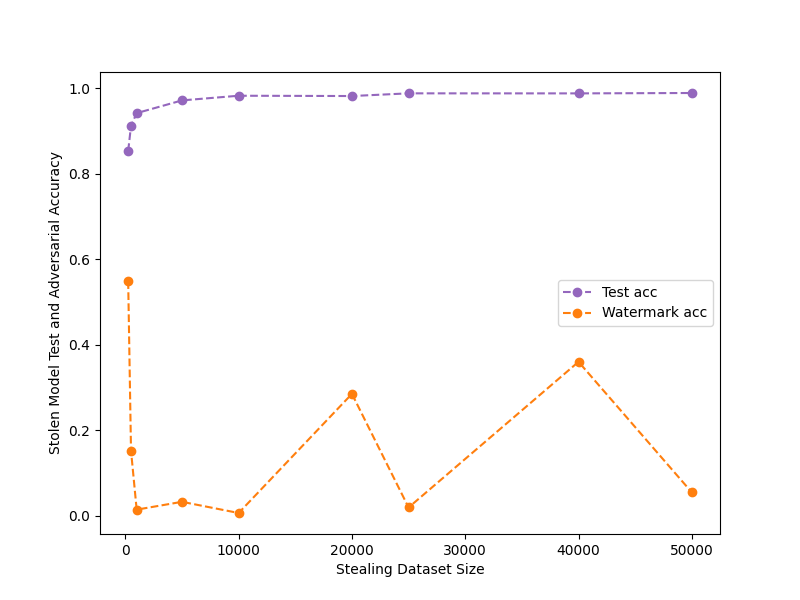 1.0
0.8
0.6
0.4
0.2
0.0
Stolen Model Test and Adversarial Accuracy
Test acc
Watermark acc
0 10000 20000 30000 40000 50000
Stealing Dataset Size